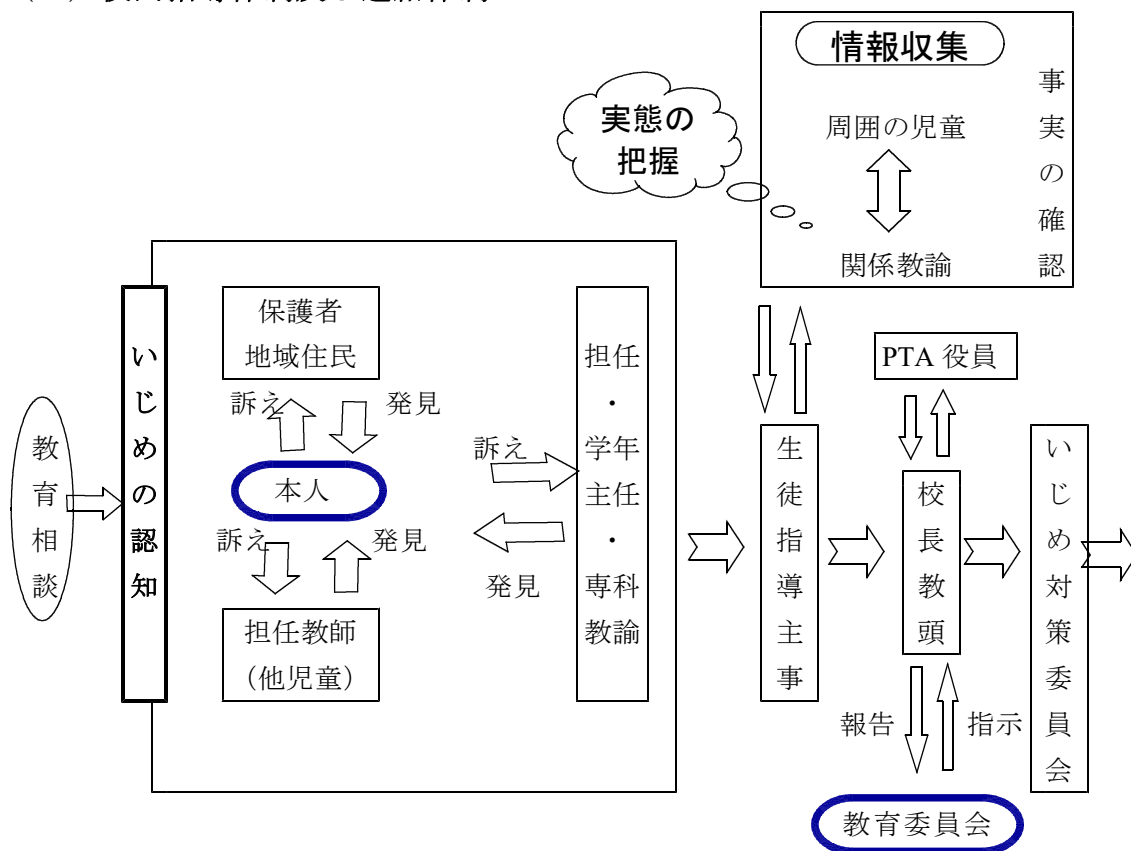 情報収集
事実の確認
実態の
把握
周囲の児童
関係教諭
教育相談
いじめの認知
保護者
地域住民
訴え
発見
本人
訴え
発見
担任教師
(他児童)
訴え
発見
担任
・
学年
主任
・
専科
教諭
生徒指導主事
PTA 役員
校長教頭
報告
指示
教育委員会
いじめ対策委員会